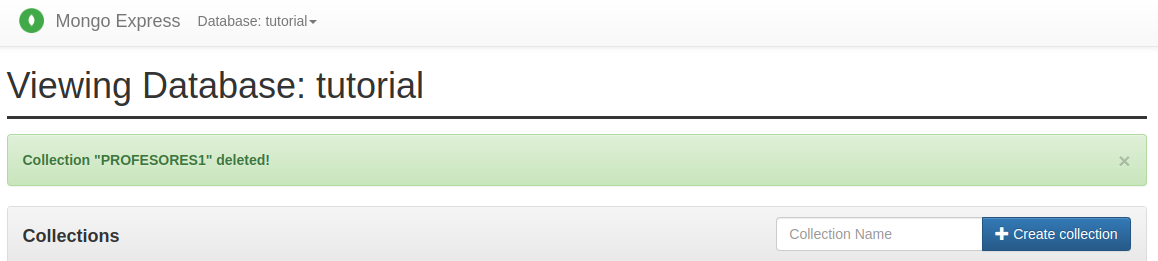 Mongo Express Database: tutorial
Viewing Database: tutorial
Collection "PROFESORES1" deleted! ×
Collections Collection Name Create collection